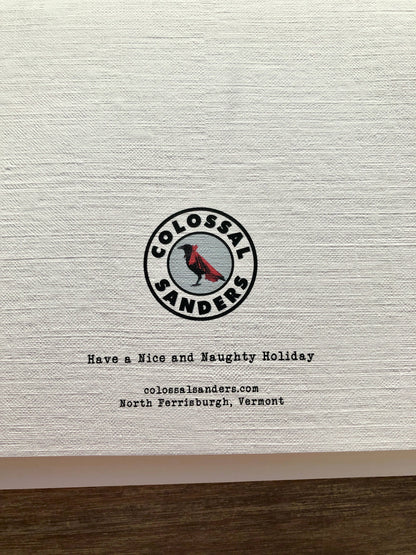 COLOSSAL
SANDERS
Have a Nice and Naughty Holiday
colossalsanders.com
North Ferrisburgh, Vermont